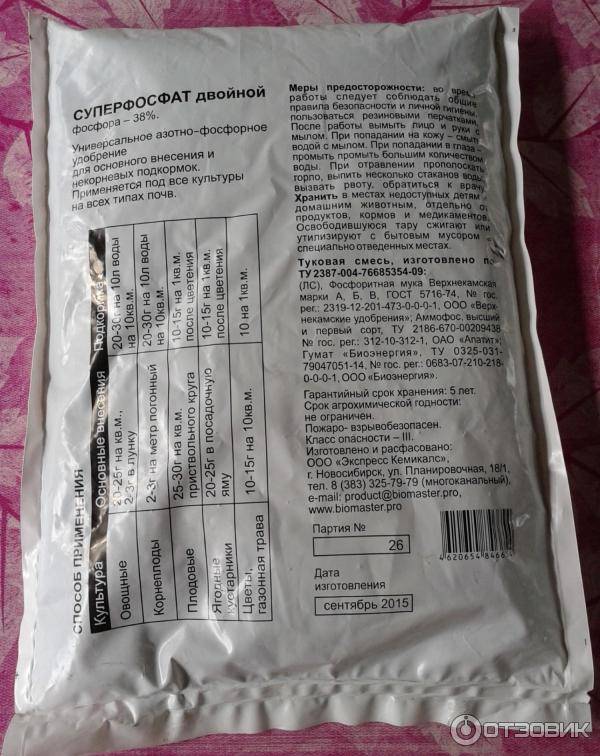 СУПЕРФОСФАТ двойной
фосфора – 38%.
Универсальное азотно-фосфорное
удобрение
для основного внесения и
некорневых подкормок.
Применяется под все культуры
на всех типах почв.
СПОСОБ ПРИМЕНЕНИЯ
Культура Основные внесения Подкормка
Овощные 20-25г на кв.м., 2-3г в лунку 20-30г на 10л воды на 10кв.м.
Корнеплоды 2-3г на метр погонный 20-30г на 10л воды на 10кв.м.
Плодовые 25-30г на кв.м. приствольного круга 10-15г на 1кв.м. после цветения
Ягодные кустарники 20-25г в посадочную яму 10-15г на 1кв.м. после цветения
Цветы, газонная трава 10-15г на 10кв.м. 10 на 1кв.м.
Меры предосторожности: во время
работы следует соблюдать общие
правила безопасности и личной гигиены,
пользоваться резиновыми перчатками.
После работы вымыть лицо и руки с
мылом. При попадании на кожу – смыть
водой с мылом. При попадании в глаза –
промыть промыть большим количеством
воды. При отравлении прополоскать
горло, выпить несколько стаканов воды,
вызвать рвоту, обратиться к врачу.
Хранить в местах недоступных детям и
домашним животным, отдельно от
продуктов, кормов и медикаментов.
Освободившуюся тару сжигают или
утилизируют с бытовым мусором в
специально отведенных местах.
Туковая смесь, изготовлено по
ТУ 2387-004-76685354-09:
(ЛС), Фосфоритная мука Верхнекамская
марки А, Б, В, ГОСТ 5716-74, № гос.
рег.: 2319-12-201-473-0-0-0-1, ООО «Верх-
некамские удобрения»; Аммофос, высший
и первый сорт, ТУ 2186-670-00209438
№ гос. рег.: 312-10-312-1, ОАО «Апатит»;
Гумат «Биоэнергия», ТУ 0325-031-
79047051-14, № гос. рег.: 0683-07-210-218-
0-0-0-1, ООО «Биоэнергия».
Гарантийный срок хранения: 5 лет.
Срок агрохимической годности:
не ограничен.
Пожаро- взрывобезопасен.
Класс опасности – III.
Изготовлено и расфасовано:
ООО «Экспресс Кемикалс»,
г. Новосибирск, ул. Планировочная, 18/1,
тел. 8 (383) 325-79-79 (многоканальный),
e-mail: product@biomaster.pro,
www.biomaster.pro
Партия №
26
Дата
изготовления
сентябрь 2015
4 620654 8466
ОТЗОВИК